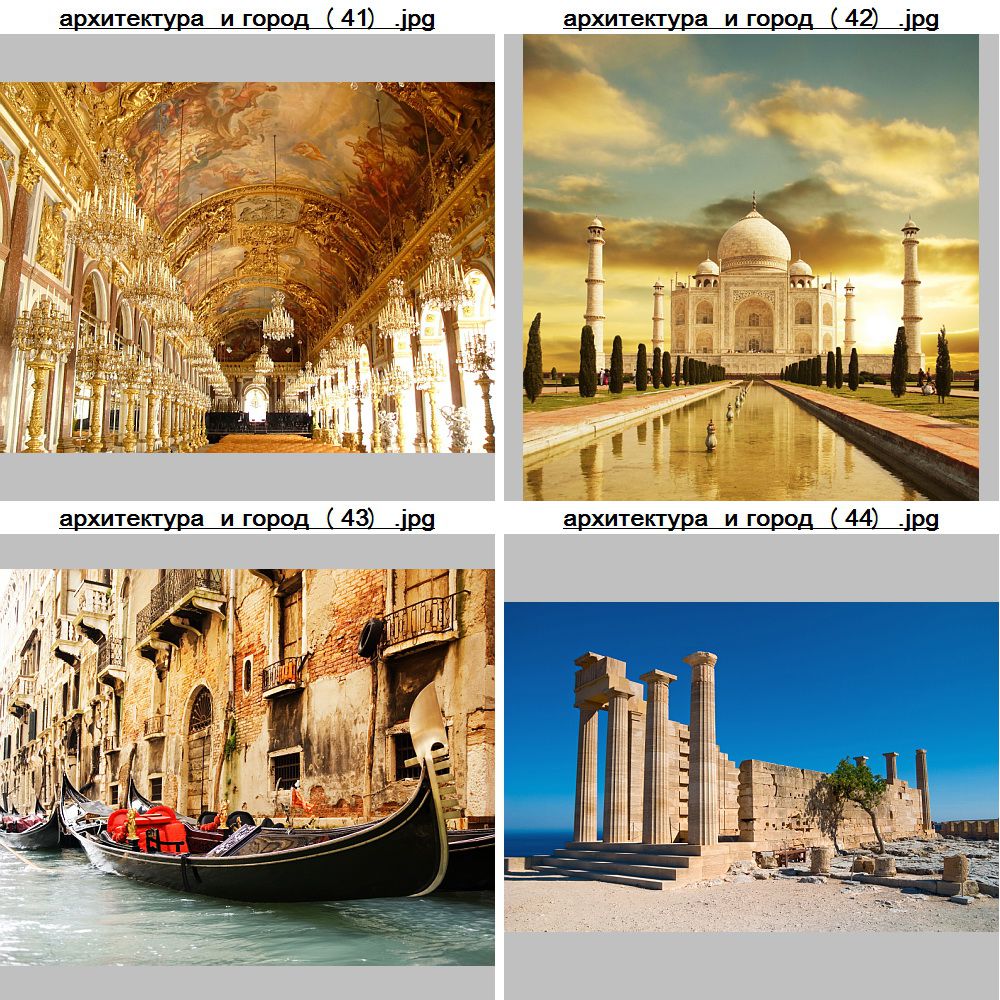 архитектура и город ( 41) .jpg
архитектура и город ( 42) .jpg
архитектура и город ( 43) .jpg
архитектура и город ( 44) .jpg